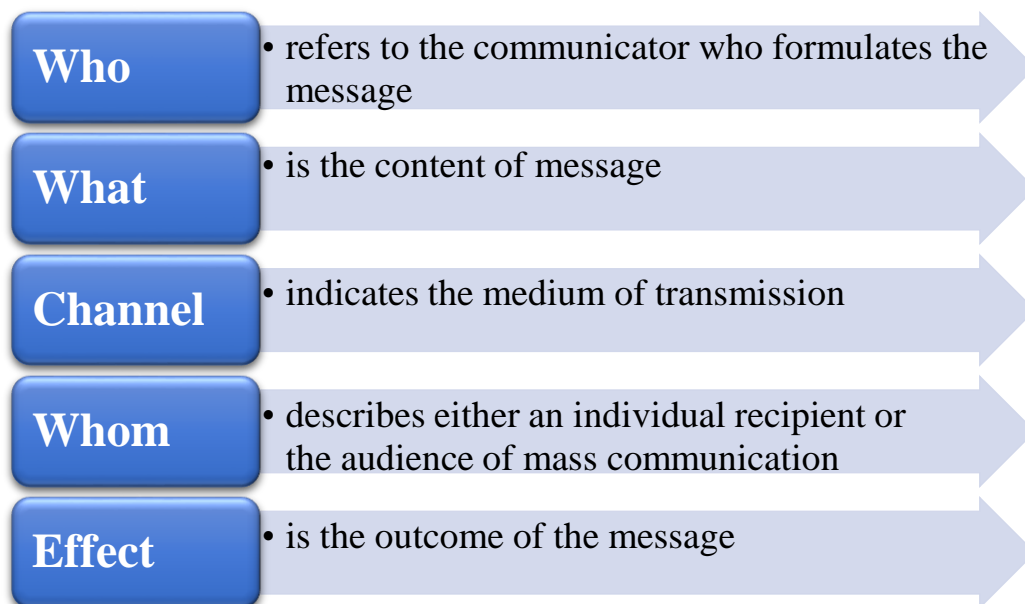 Who
• refers to the communicator who formulates the
message
What
• is the content of message
Channel
• indicates the medium of transmission
Whom
• describes either an individual recipient or
the audience of mass communication
Effect
• is the outcome of the message